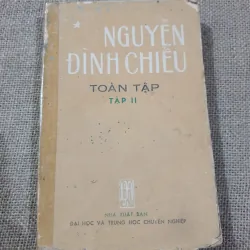 NGUYỄN
ĐÌNH CHIỂU
TOÀN TẬP
TẬP II
NHÀ XUẤT BẢN
ĐẠI HỌC VÀ TRUNG HỌC CHUYÊN NGHIỆP